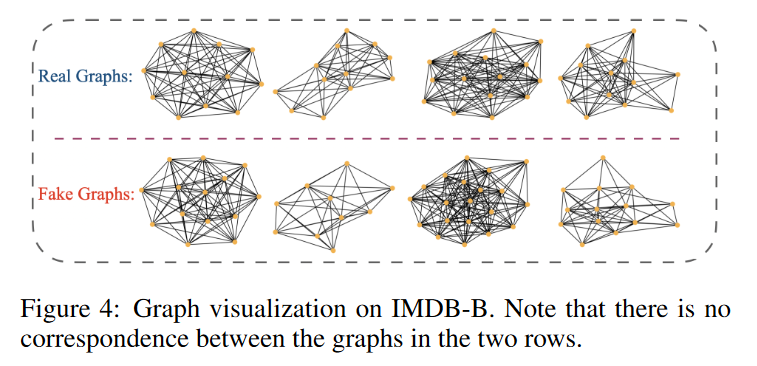 Real Graphs:
Fake Graphs:
Figure 4: Graph visualization on IMDB-B. Note that there is no
correspondence between the graphs in the two rows.